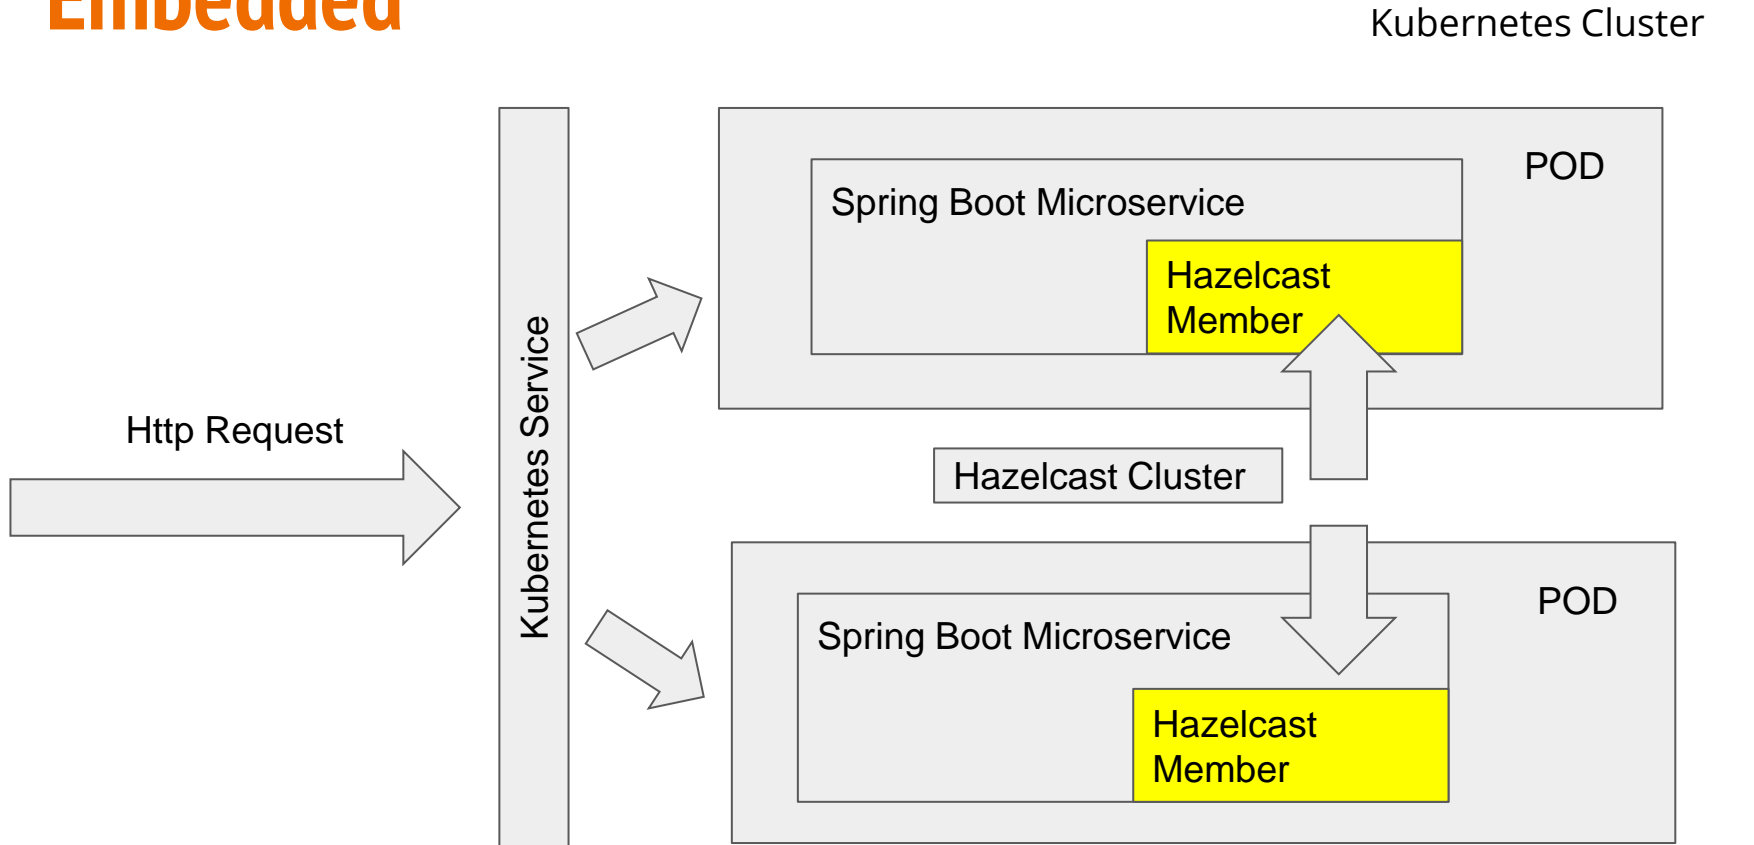 Embedded
Kubernetes Cluster
POD
Spring Boot Microservice
Hazelcast
Member
Kubernetes Service
Http Request
Hazelcast Cluster
POD
Spring Boot Microservice
Hazelcast
Member